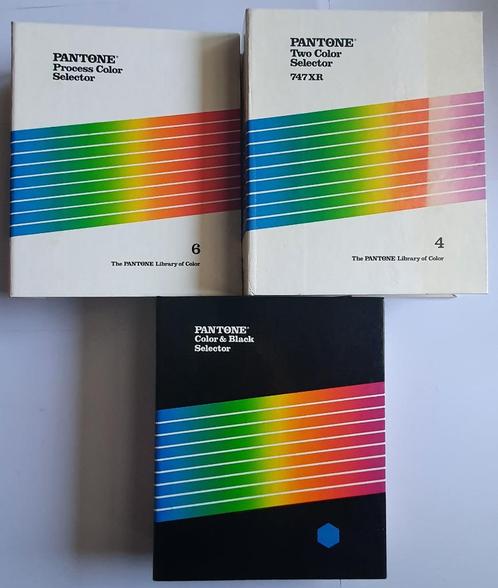 PANTONE®
Process Color
Selector
6
The PANTONE Library of Color
PANTONE®
Two Color
Selector
747XR
4
The PANTONE Library of Color
PANTONE®
Color & Black
Selector